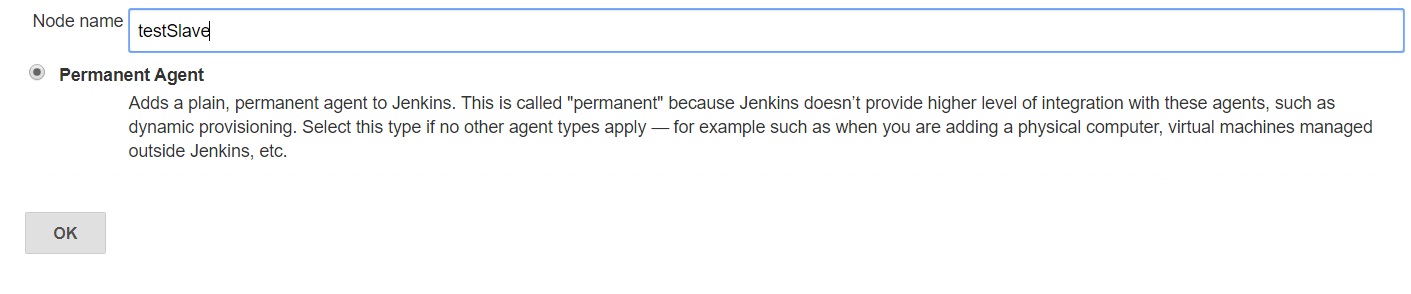 Node name testSlave
Permanent Agent
Adds a plain, permanent agent to Jenkins. This is called "permanent" because Jenkins doesn’t provide higher level of integration with these agents, such as
dynamic provisioning. Select this type if no other agent types apply — for example such as when you are adding a physical computer, virtual machines managed
outside Jenkins, etc.
OK